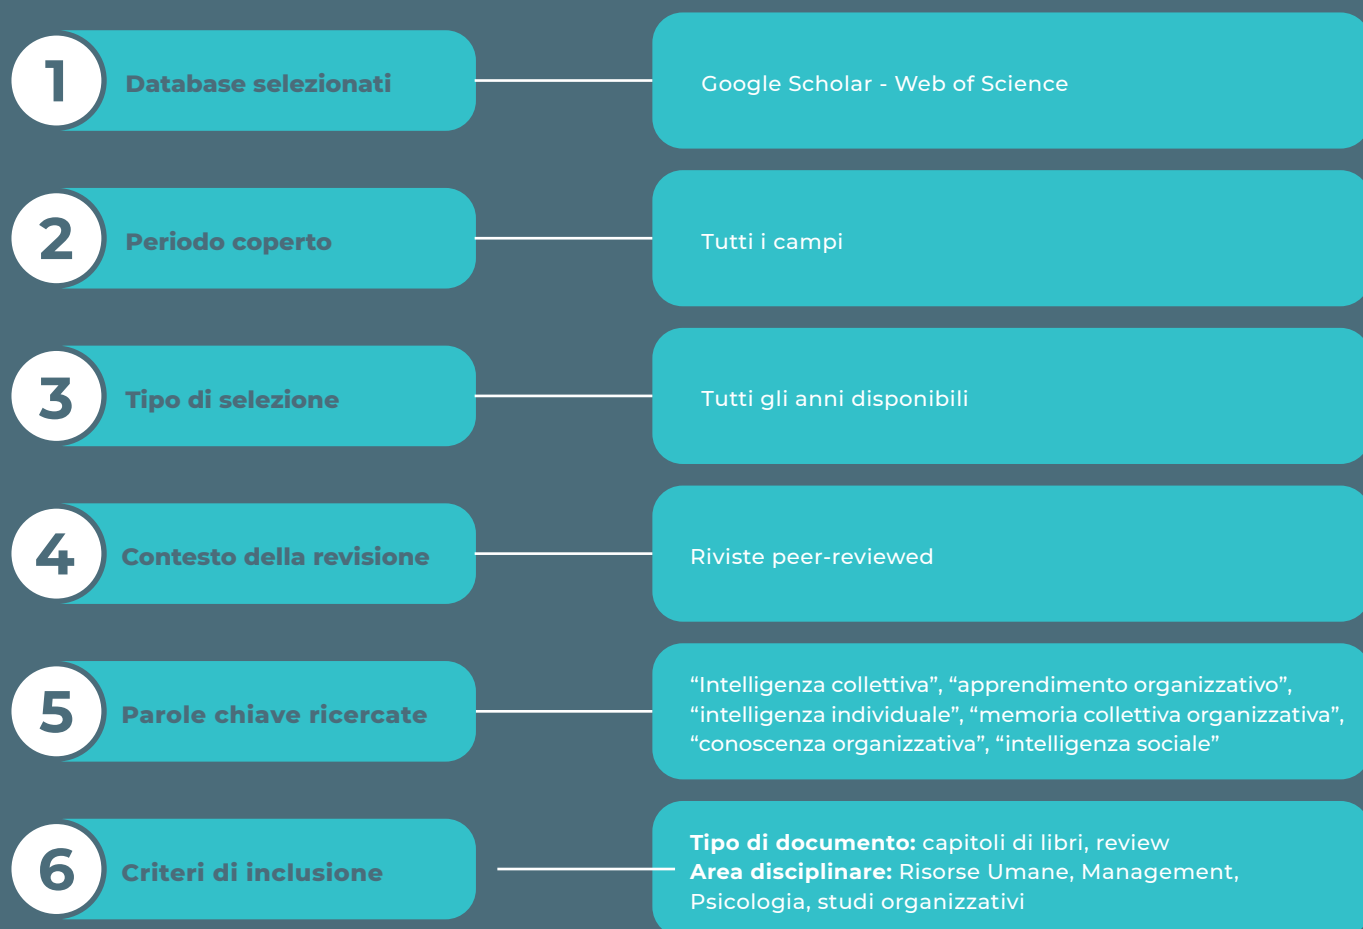 1
Database selezionati
Google Scholar - Web of Science
2
Periodo coperto
Tutti i campi
3
Tipo di selezione
Tutti gli anni disponibili
4
Contesto della revisione
Riviste peer-reviewed
5
Parole chiave ricercate
“Intelligenza collettiva”, “apprendimento organizzativo”,
“intelligenza individuale”, “memoria collettiva organizzativa”,
“conoscenza organizzativa”, “intelligenza sociale”
6
Criteri di inclusione
Tipo di documento: capitoli di libri, review
Area disciplinare: Risorse Umane, Management,
Psicologia, studi organizzativi